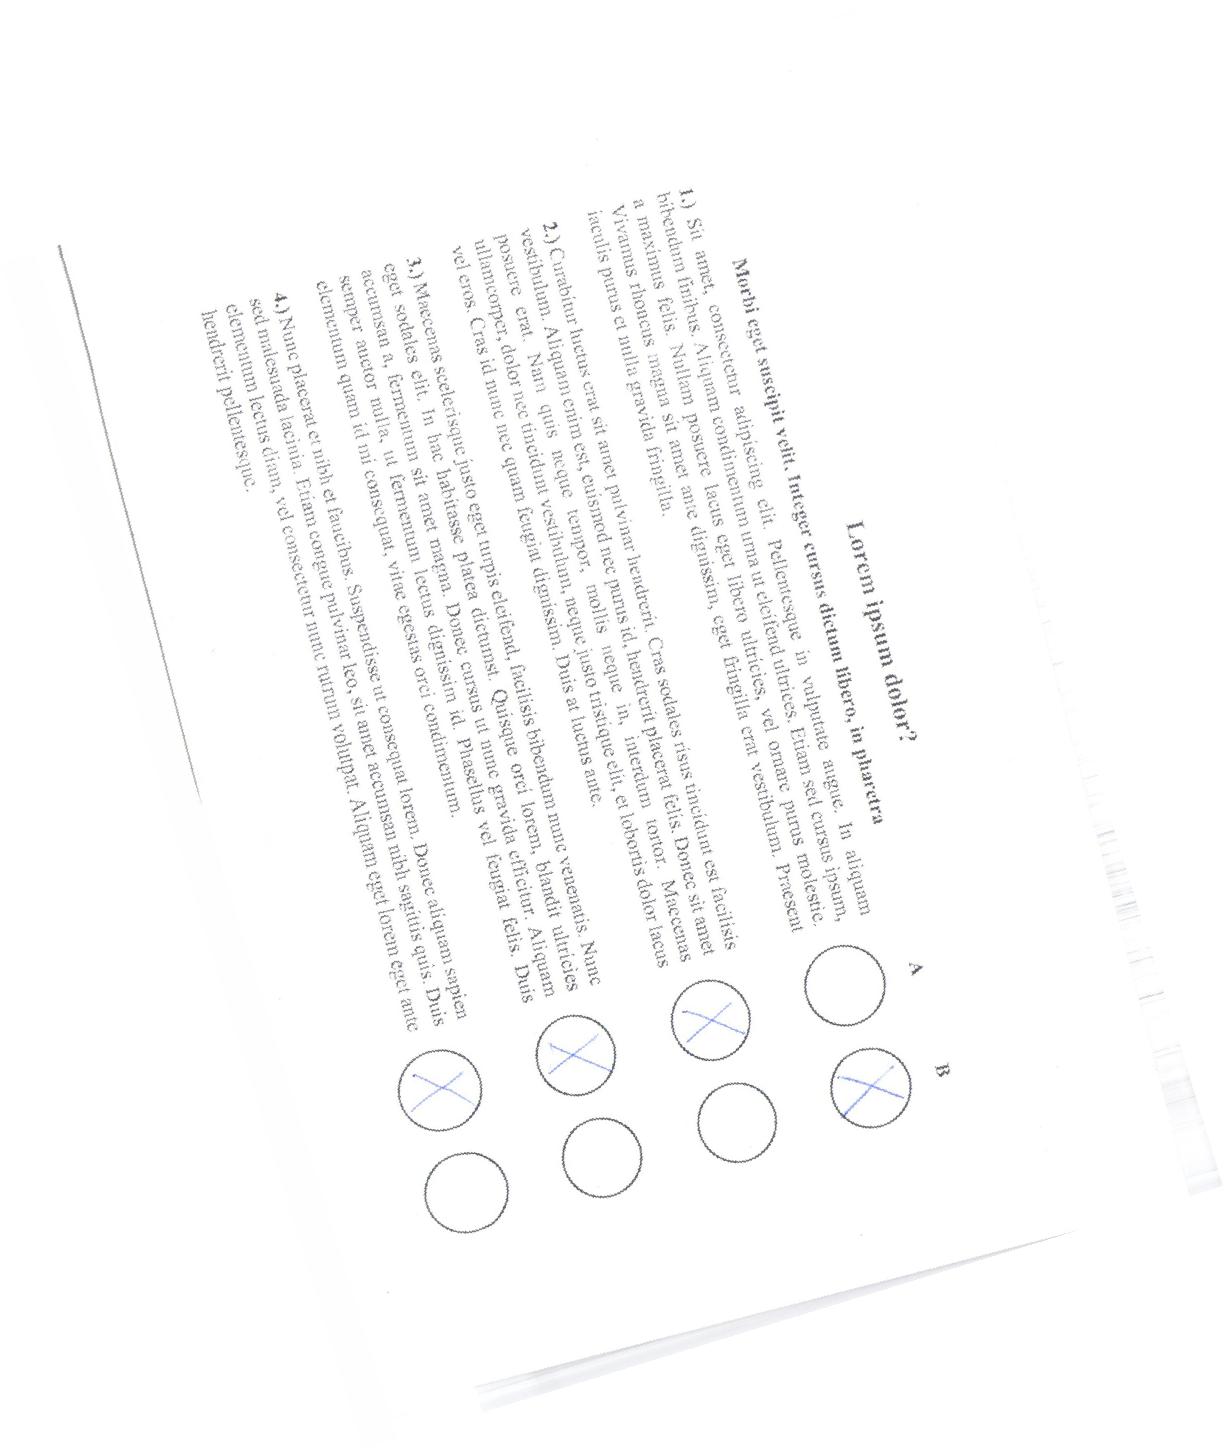 Lorem ipsum dolor?
Morbi eget suscipit velit. Integer cursus dictum libero, in pharetra
A B
1.) Sit amet, consectetur adipiscing elit. Pellentesque in vulputate augue. In aliquam
bibendum finibus. Aliquam condimentum urna ut eleifend ultrices. Etiam sed cursus ipsum,
a maximus felis. Nullam posuere lacus eget libero ultricies, vel ornare purus molestie.
Vivamus rhoncus magna sit amet ante dignissim, eget fringilla erat vestibulum. Praesent
iaculis purus et nulla gravida fringilla.
2.) Curabitur luctus erat sit amet pulvinar hendrerit. Cras sodales risus tincidunt est facilisis
vestibulum. Aliquam enim est, euismod nec purus id, hendrerit placerat felis. Donec sit amet
posuere erat. Nam quis neque tempor, mollis neque in, interdum tortor. Maecenas
ullamcorper, dolor nec tincidunt vestibulum, neque justo tristique elit, et lobortis dolor lacus
vel eros. Cras id nunc nec quam feugiat dignissim. Duis at luctus ante.
3.) Maecenas scelerisque justo eget turpis eleifend, facilisis bibendum nunc venenatis. Nunc
eget sodales elit. In hac habitasse platea dictumst. Quisque orci lorem, blandit ultricies
accumsan a, fermentum sit amet magna. Donec cursus ut nunc gravida efficitur. Aliquam
semper auctor nulla, ut fermentum lectus dignissim id. Phasellus vel feugiat felis. Duis
elementum quam id mi consequat, vitae egestas orci condimentum.
4.) Nunc placerat et nibh et faucibus. Suspendisse ut consequat lorem. Donec aliquam sapien
sed malesuada lacinia. Etiam congue pulvinar leo, sit amet accumsan nibh sagittis quis. Duis
elementum lectus diam, vel consectetur nunc rutrum volutpat. Aliquam eget lorem eget ante
hendrerit pellentesque.